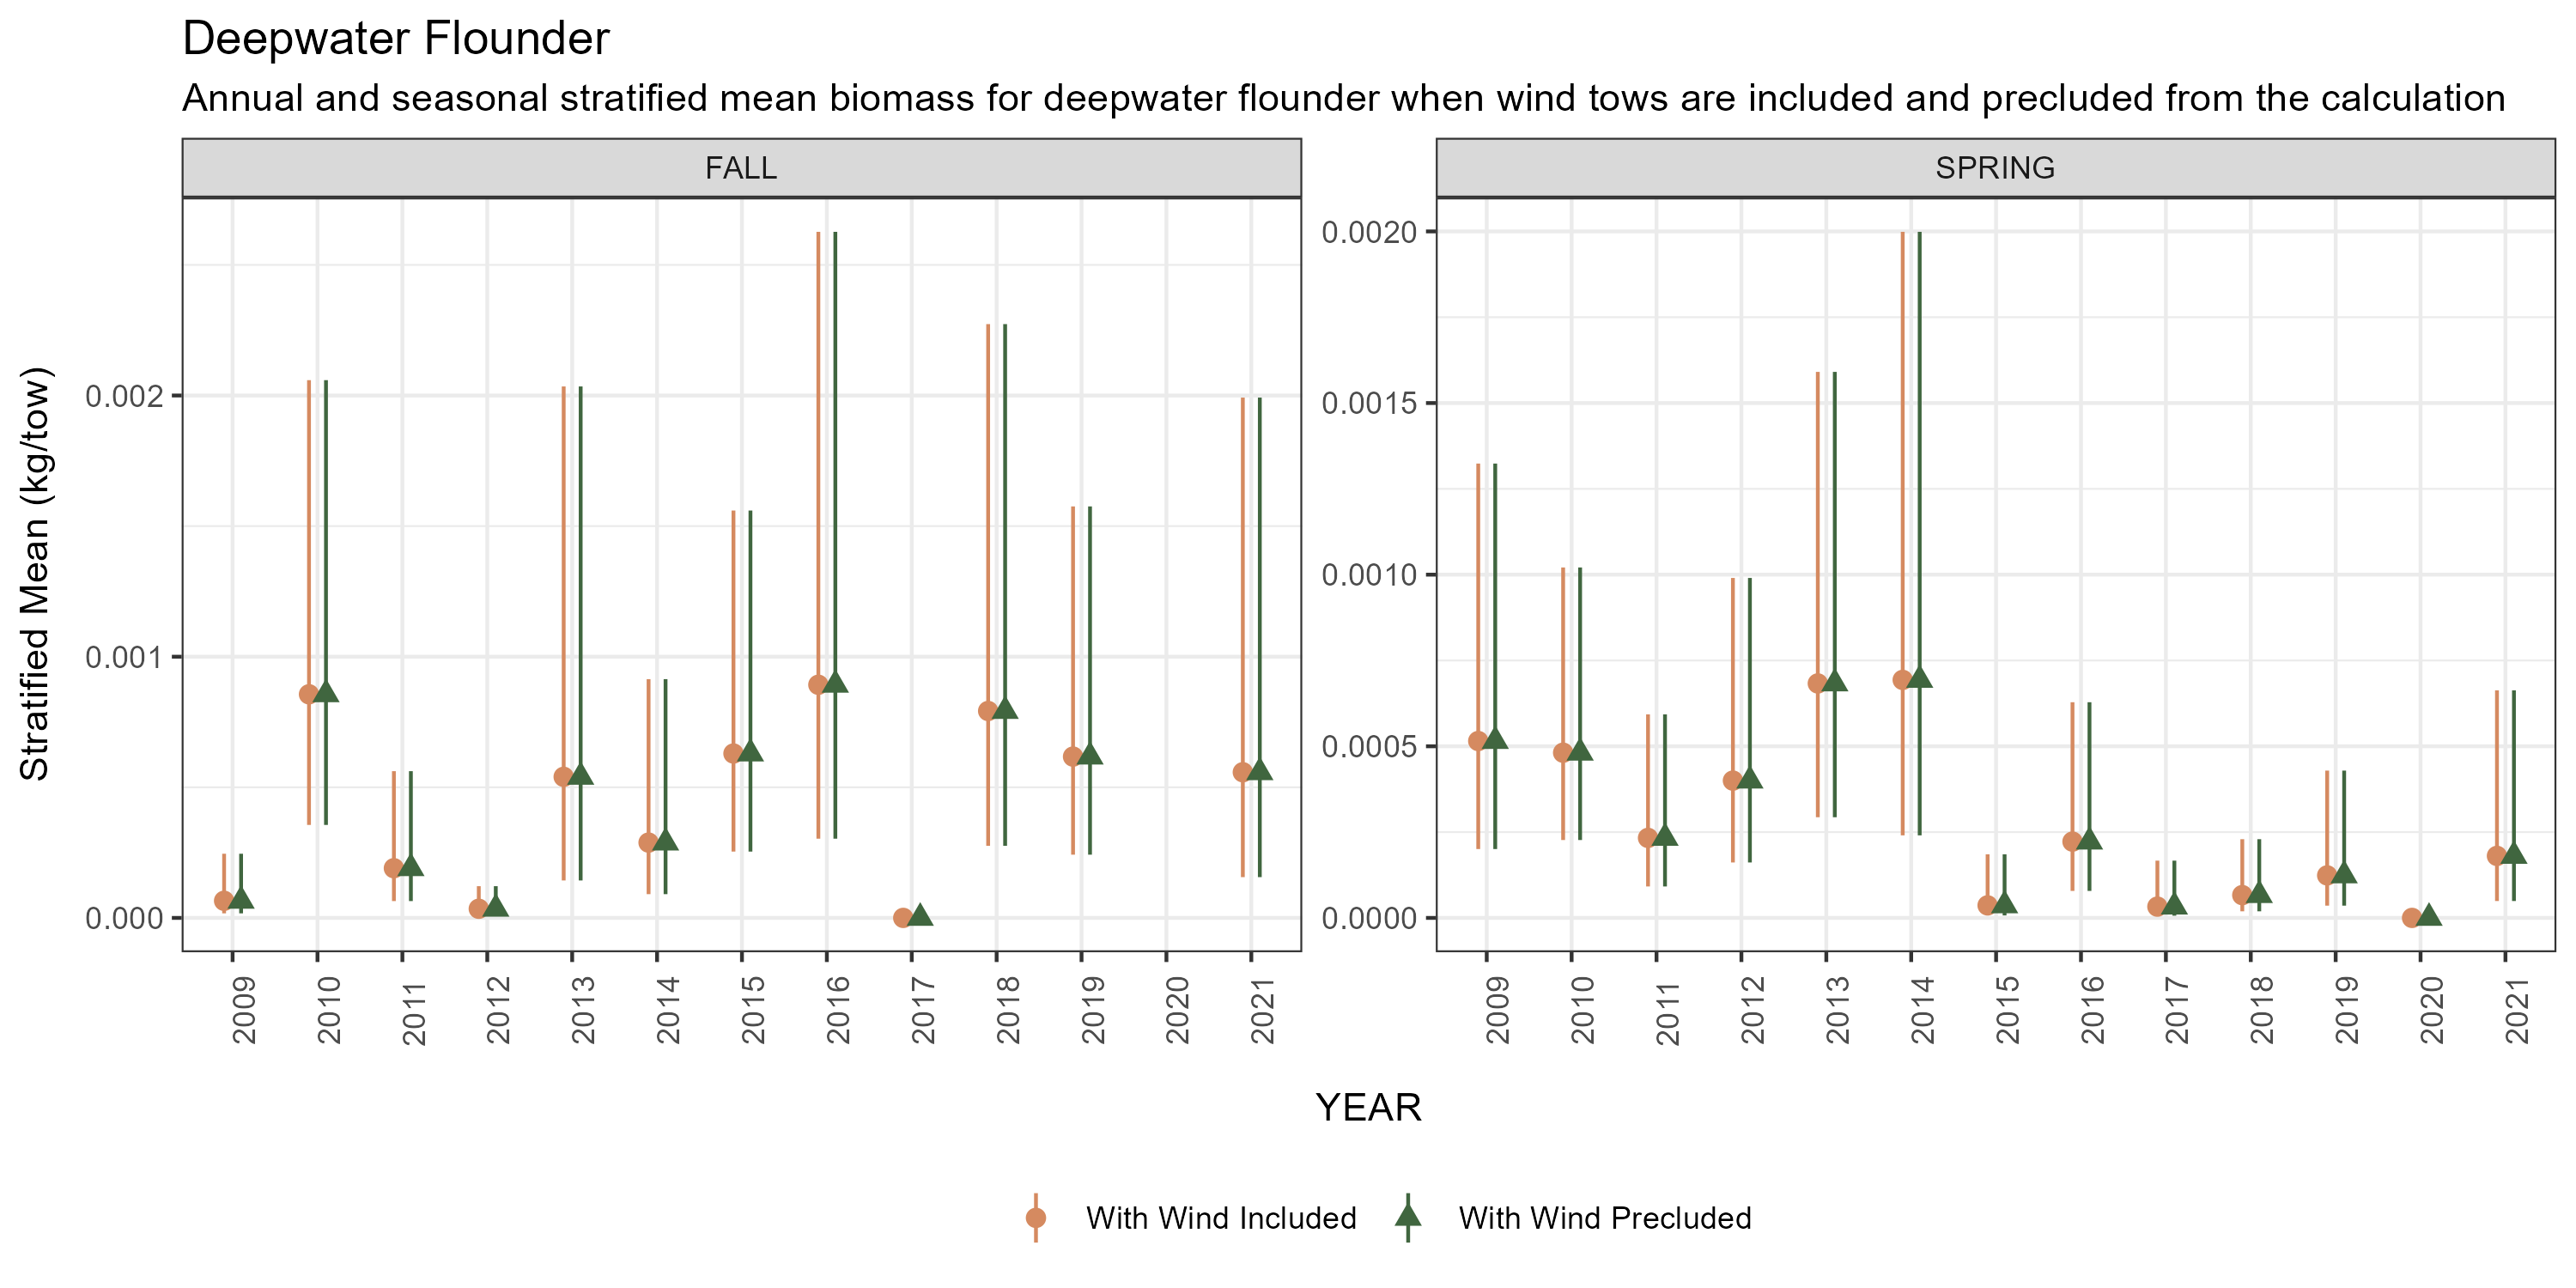 Deepwater Flounder
Annual and seasonal stratified mean biomass for deepwater flounder when wind tows are included and precluded from the calculation
FALL
SPRING
Stratified Mean (kg/tow)
0.002
0.001
0.000
0.0020
0.0015
0.0010
0.0005
0.0000
2009 2010 2011 2012 2013 2014 2015 2016 2017 2018 2019 2020 2021
2009 2010 2011 2012 2013 2014 2015 2016 2017 2018 2019 2020 2021
YEAR
With Wind Included
With Wind Precluded